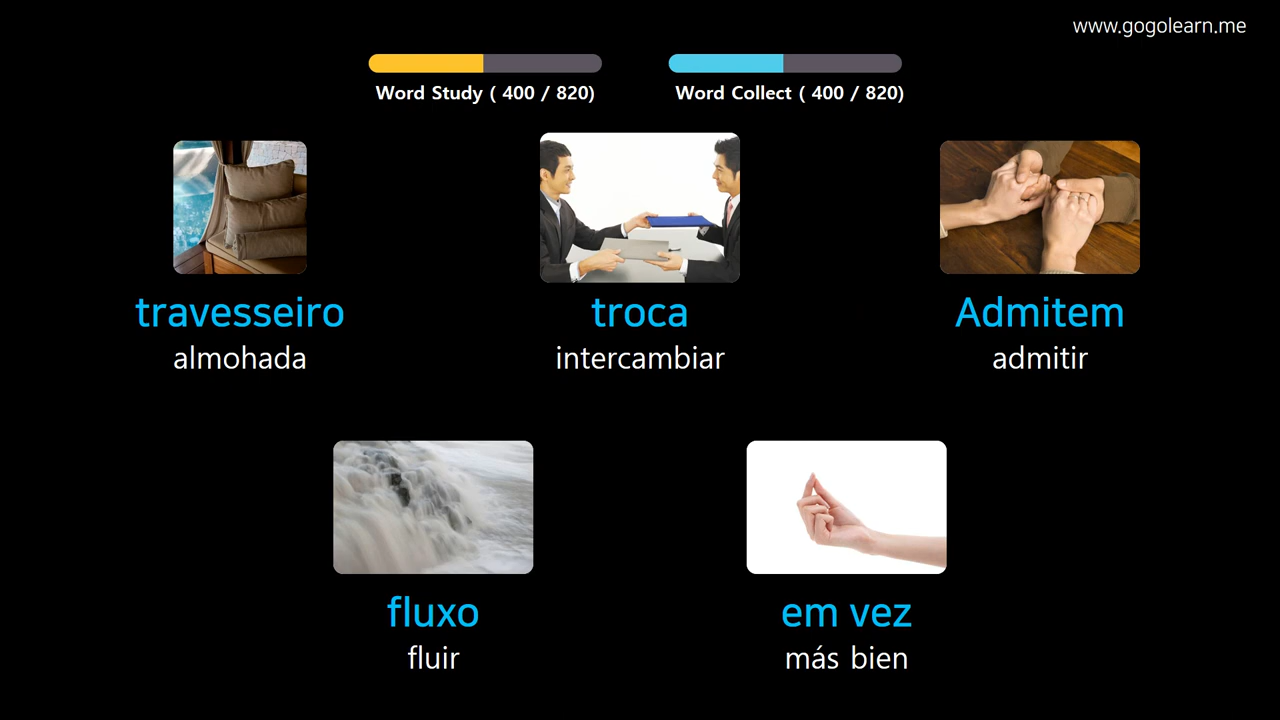 www.gogolearn.me
Word Study ( 400 / 820)
Word Collect ( 400 / 820)
travesseiro
almohada
troca
intercambiar
Admitem
admitir
fluxo
fluir
em vez
más bien